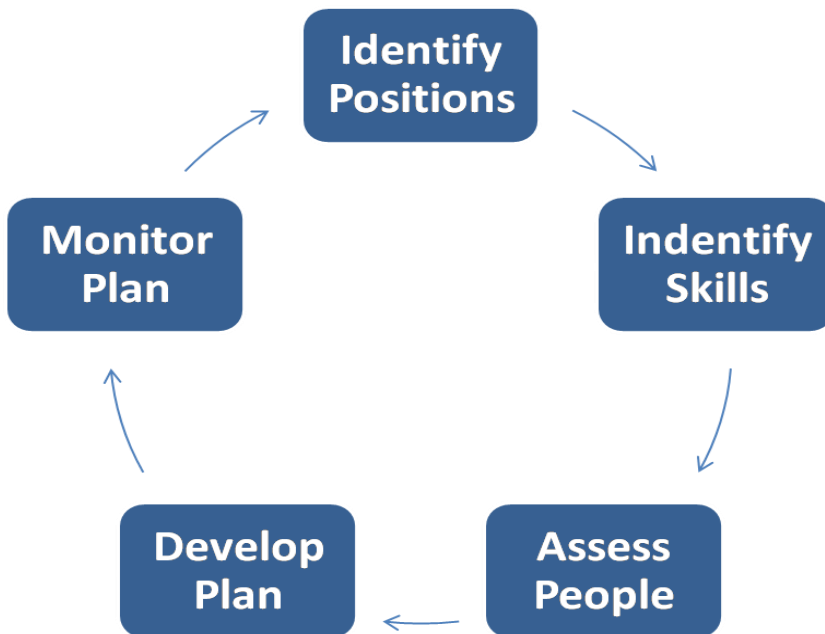 Identify
Positions
Indentify
Skills
Assess
People
Develop
Plan
Monitor
Plan